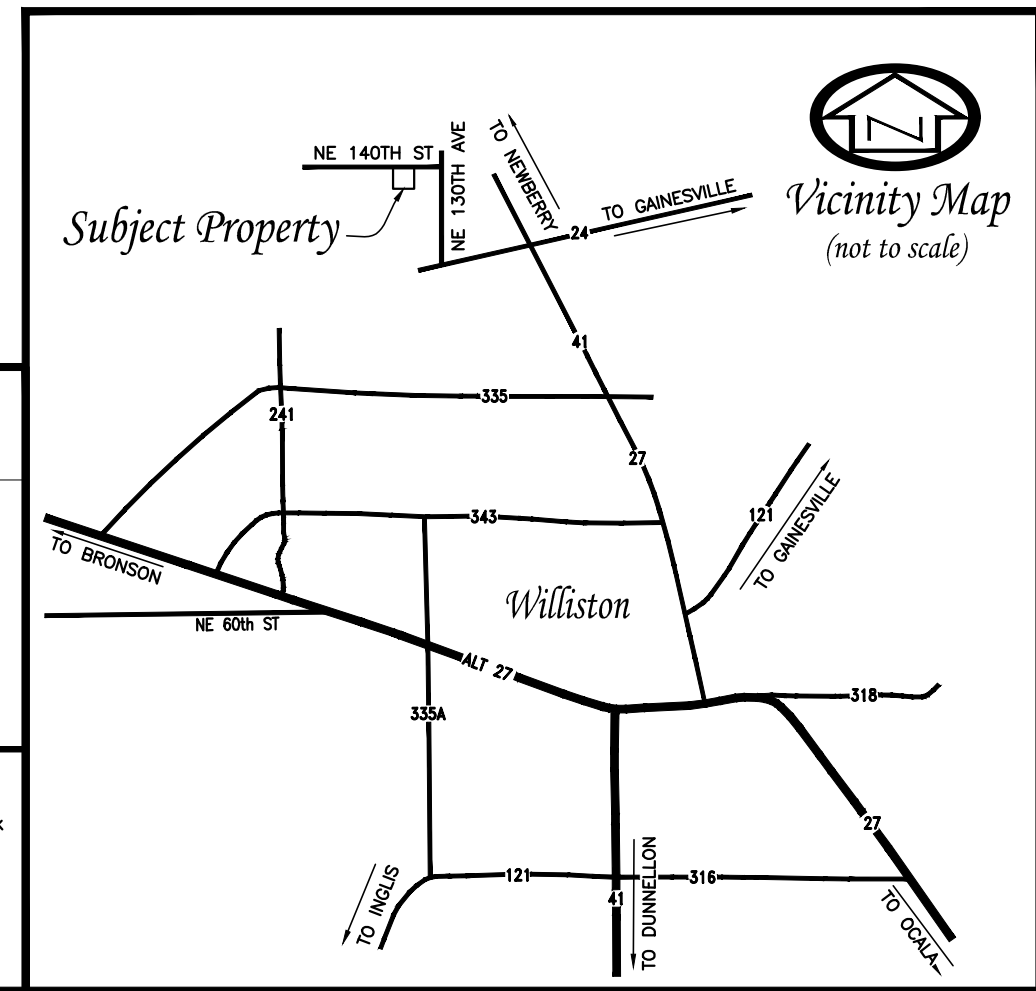 N
Vicinity Map
(not to scale)
NE 140TH ST
NE 130TH AVE
TO NEWBERRY
TO GAINESVILLE
24
Subject Property
41
335
241
27
343
121
TO GAINESVILLE
TO BRONSON
Williston
NE 60th ST
ALT 27
318
335A
27
121
316
41
TO INGLIS
TO DUNNELLON
TO OCALA